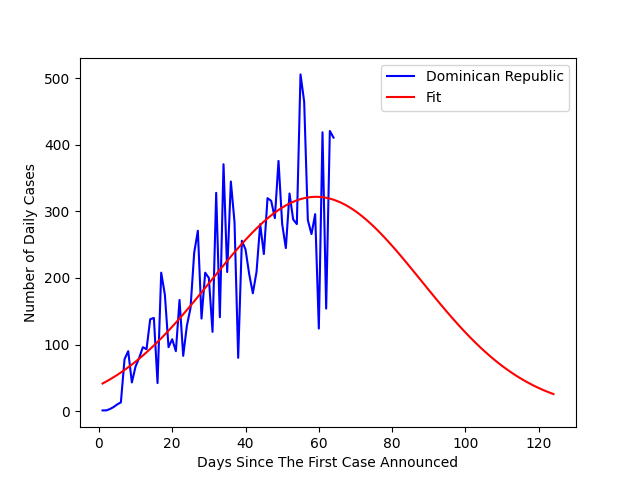 Dominican Republic
Fit
500
400
300
200
100
0
Number of Daily Cases
0 20 40 60 80 100 120
Days Since The First Case Announced